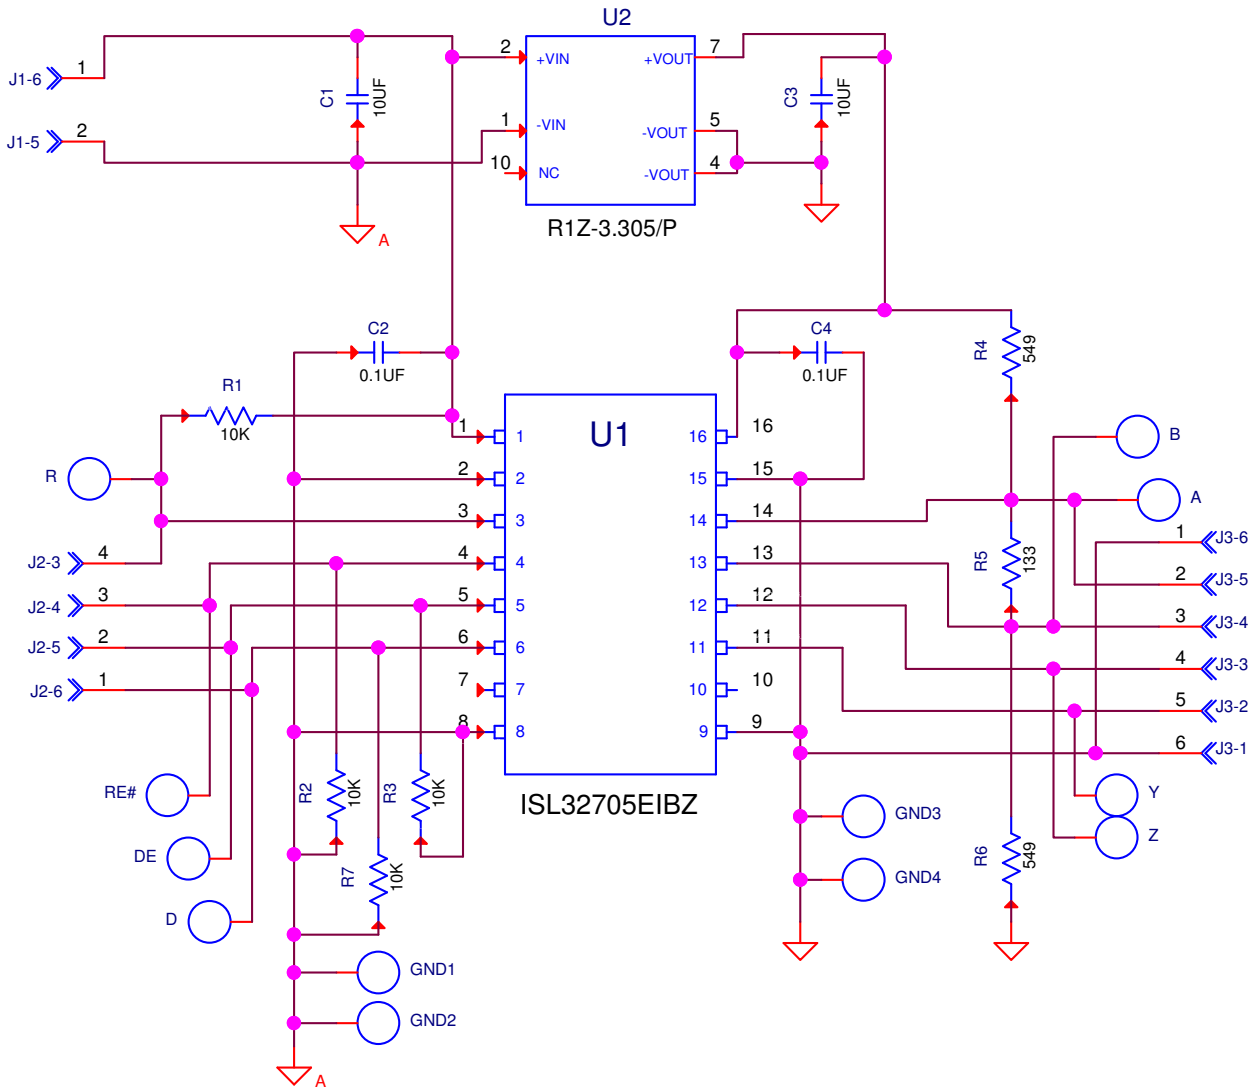 U2
J1-6 1
2 +VIN
+VOUT 7
C1 10UF
C3 10UF
J1-5 2
1 -VIN
-VOUT 5
10 NC
-VOUT 4
R1Z-3.305/P
A
C2
0.1UF
C4
0.1UF
R4 549
R1
10K
U1
1 1
16 16
B
R
2 2
15 15
A
3 3
14 14
1 J3-6
J2-3 4
4 4
13 13
R5 133
2 J3-5
J2-4 3
5 5
12 12
3 J3-4
J2-5 2
6 6
11 11
4 J3-3
J2-6 1
7 7
10 10
5 J3-2
8 8
9 9
6 J3-1
RE#
R2 10K
R3 10K
ISL32705EIBZ
Y
GND3
Z
DE
R7 10K
R6 549
GND4
D
GND1
GND2
A